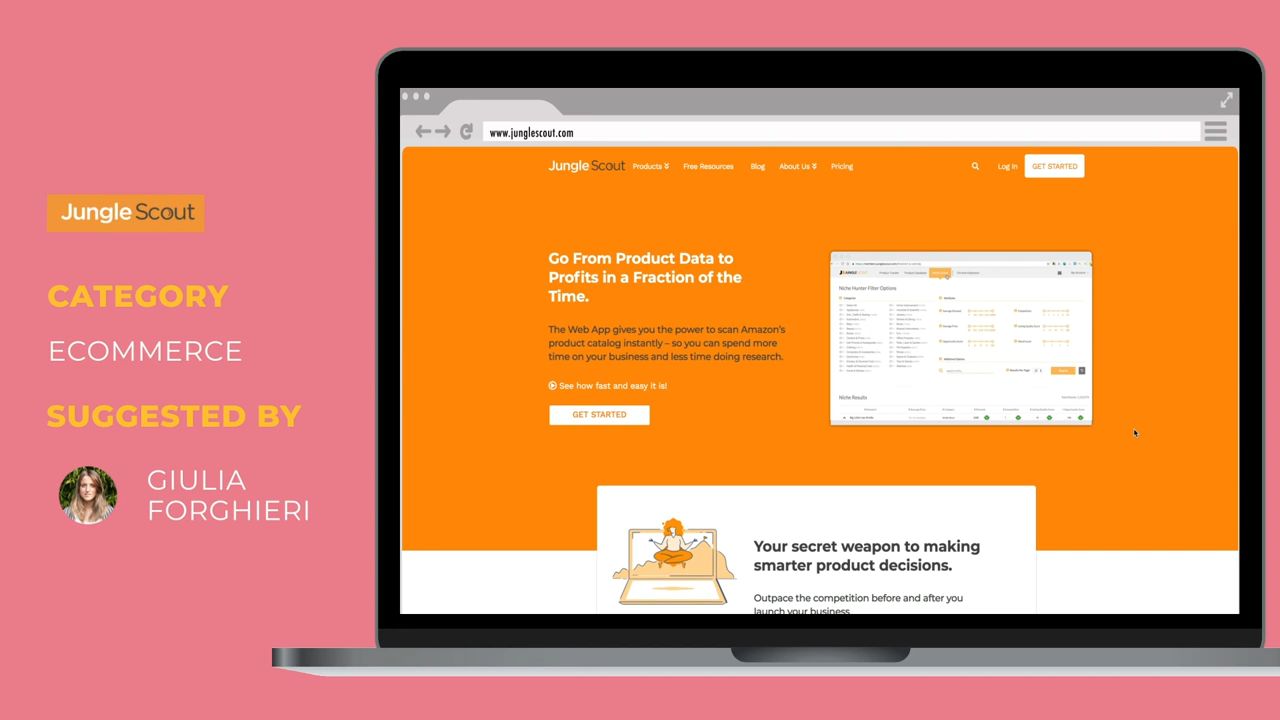 Jungle Scout
CATEGORY
ECOMMERCE
SUGGESTED BY
GIULIA
FORGHIERI
www.junglescout.com
Jungle Scout Products Free Resources Blog About Us Pricing Log In GET STARTED
Go From Product Data to
Profits in a Fraction of the
Time.
The Web App gives you the power to scan Amazon's
product catalog instantly – so you can spend more
time on your business and less time doing research.
See how fast and easy it is!
GET STARTED
Niche Hunter Filter Options
Niche Results
Your secret weapon to making
smarter product decisions.
Outpace the competition before and after you
launch your business